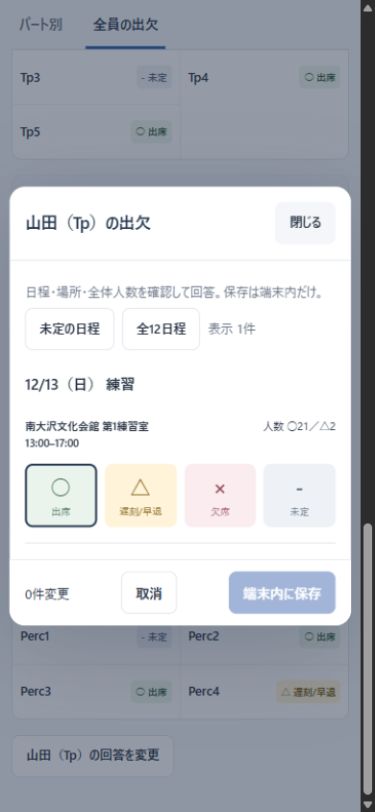 パート別 全員の出欠
Tp3 - 未定 Tp4 ○ 出席
Tp5 ○ 出席
山田（Tp）の出欠 閉じる
日程・場所・全体人数を確認して回答。保存は端末内だけ。
未定の日程 全12日程 表示 1件
12/13（日） 練習
南大沢文化会館 第1練習室 人数 ○21／△2
13:00–17:00
○ △ × -
出席 遅刻/早退 欠席 未定
0件変更 取消 端末内に保存
Perc1 - 未定 Perc2 ○ 出席
Perc3 ○ 出席 Perc4 △ 遅刻/早退
山田（Tp）の回答を変更